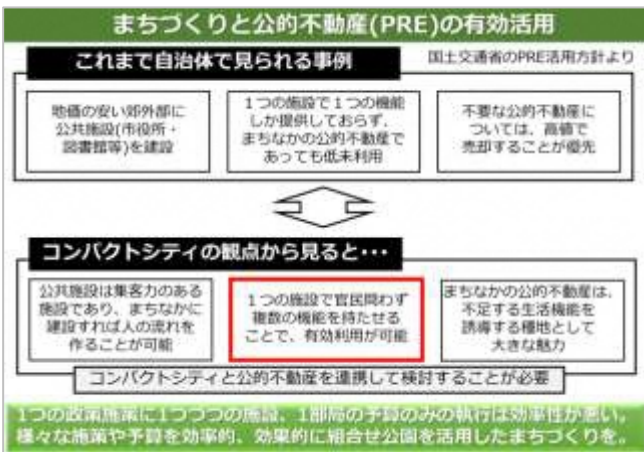 まちづくりと公的不動産(PRE)の有効活用
これまで自治体で見られる事例
国土交通省のPRE活用方針より
地価の安い郊外部に
公共施設(市役所・
図書館等)を建設
1つの施設で1つの機能
しか提供しておらず、
まちなかの公的不動産で
あっても低未利用
不要な公的不動産に
ついては、高値で
売却することが優先
コンパクトシティの観点から見ると・・・
公共施設は集客力のある
施設であり、まちなかに
建設すれば人の流れを
作ることが可能
1つの施設で官民問わず
複数の機能を持たせる
ことで、有効利用が可能
まちなかの公的不動産は、
不足する生活機能を
誘導する種地として
大きな魅力
コンパクトシティと公的不動産を連携して検討することが必要
1つの政策施策に1つづつの施設、1部局の予算のみの執行は効率性が悪い。
様々な施策や予算を効率的、効果的に組合せ公園を活用したまちづくりを。